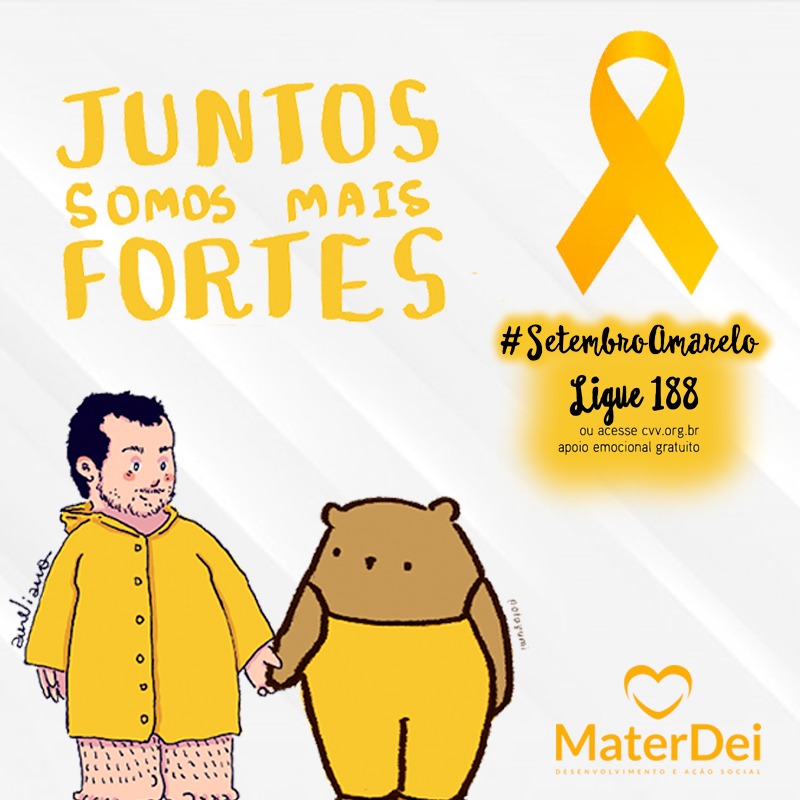 JUNTOS
SOMOS MAIS
FORTES
#SetembroAmarelo
Ligue 188
ou acesse cvv.org.br
apoio emocional gratuito
aureliano
MaterDei
DESENVOLVIMENTO E AÇÃO SOCIAL